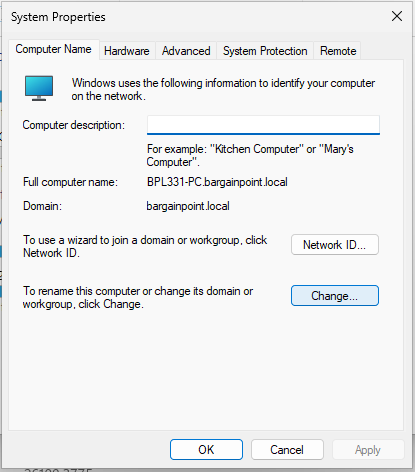 System Properties
Computer Name
Hardware
Advanced
System Protection
Remote
Windows uses the following information to identify your computer
on the network.
Computer description:
For example: "Kitchen Computer" or "Mary's
Computer".
Full computer name:
BPL331-PC.bargainpoint.local
Domain:
bargainpoint.local
To use a wizard to join a domain or workgroup, click
Network ID.
Network ID...
To rename this computer or change its domain or
workgroup, click Change.
Change...
OK
Cancel
Apply